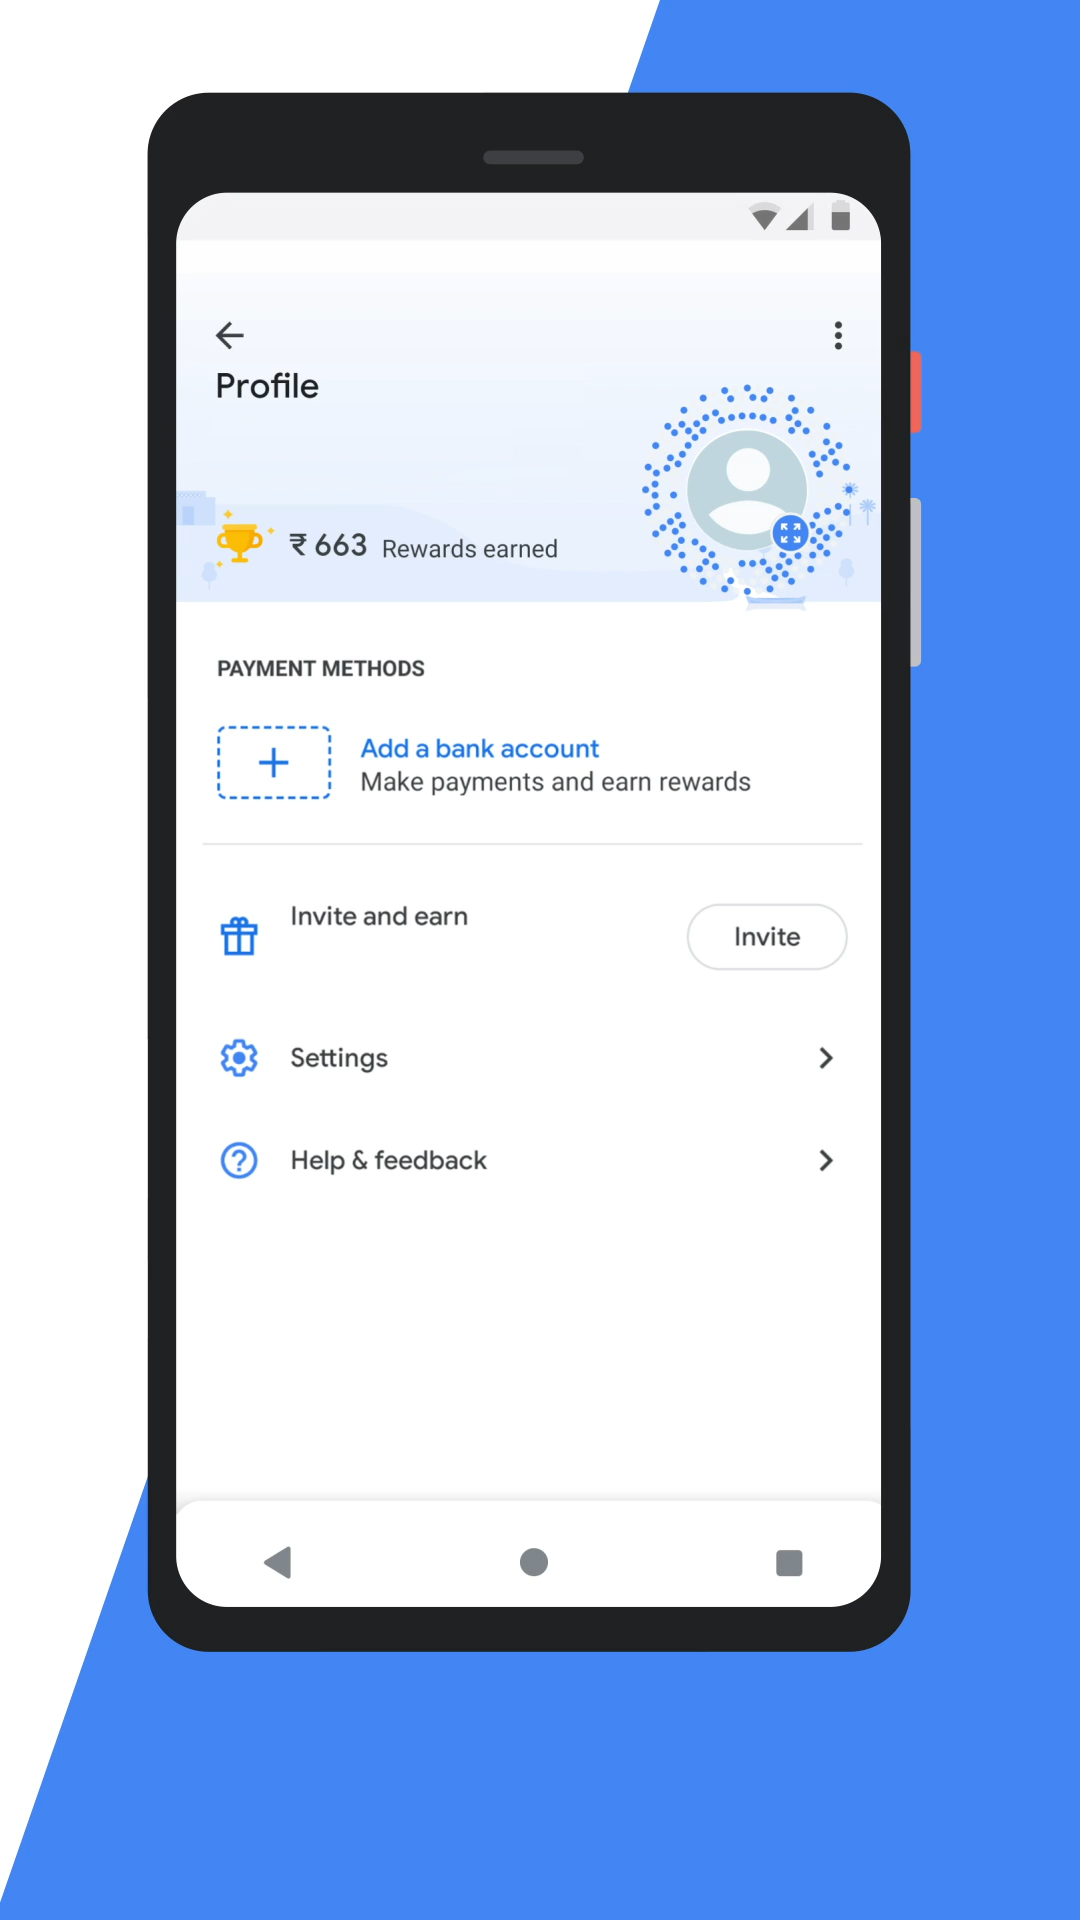 Profile
₹ 663 Rewards earned
PAYMENT METHODS
Add a bank account
Make payments and earn rewards
Invite and earn
Invite
Settings
Help & feedback